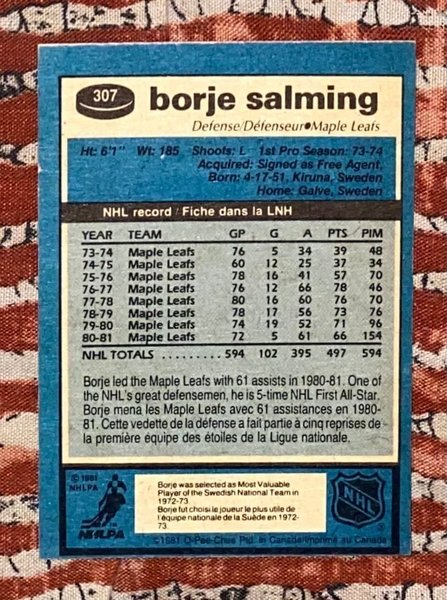 307
borje salming
Defense/Défenseur●Maple Leafs
Ht: 6'1" Wt: 185 Shoots: L 1st Pro Season: 73-74
Acquired: Signed as Free Agent,
Born: 4-17-51, Kiruna, Sweden
Home: Galve, Sweden
NHL record / Fiche dans la LNH
YEAR TEAM GP G A PTS PIM
73-74 Maple Leafs 76 5 34 39 48
74-75 Maple Leafs 60 12 25 37 34
75-76 Maple Leafs 78 16 41 57 70
76-77 Maple Leafs 76 12 66 78 46
77-78 Maple Leafs 80 16 60 76 70
78-79 Maple Leafs 78 17 56 73 76
79-80 Maple Leafs 74 19 52 71 96
80-81 Maple Leafs 72 5 61 66 154
NHL TOTALS 594 102 395 497 594
Borje led the Maple Leafs with 61 assists in 1980-81. One of
the NHL's great defensemen, he is 5-time NHL First All-Star.
Borje mena les Maple Leafs avec 61 assistances en 1980-
81. Cette vedette de la défense a fait partie à cinq reprises de
la première équipe des étoiles de la Ligue nationale.
© 1981
NHLPA
NHLPA
Borje was selected as Most Valuable
Player of the Swedish National Team in
1972-73.
Borje fut choisi le joueur le plus utile de
l'équipe nationale de la Suède en 1972-
73.
NHL
©1981 O-Pee-Chee Ptd. in Canada/Imprimé au Canada